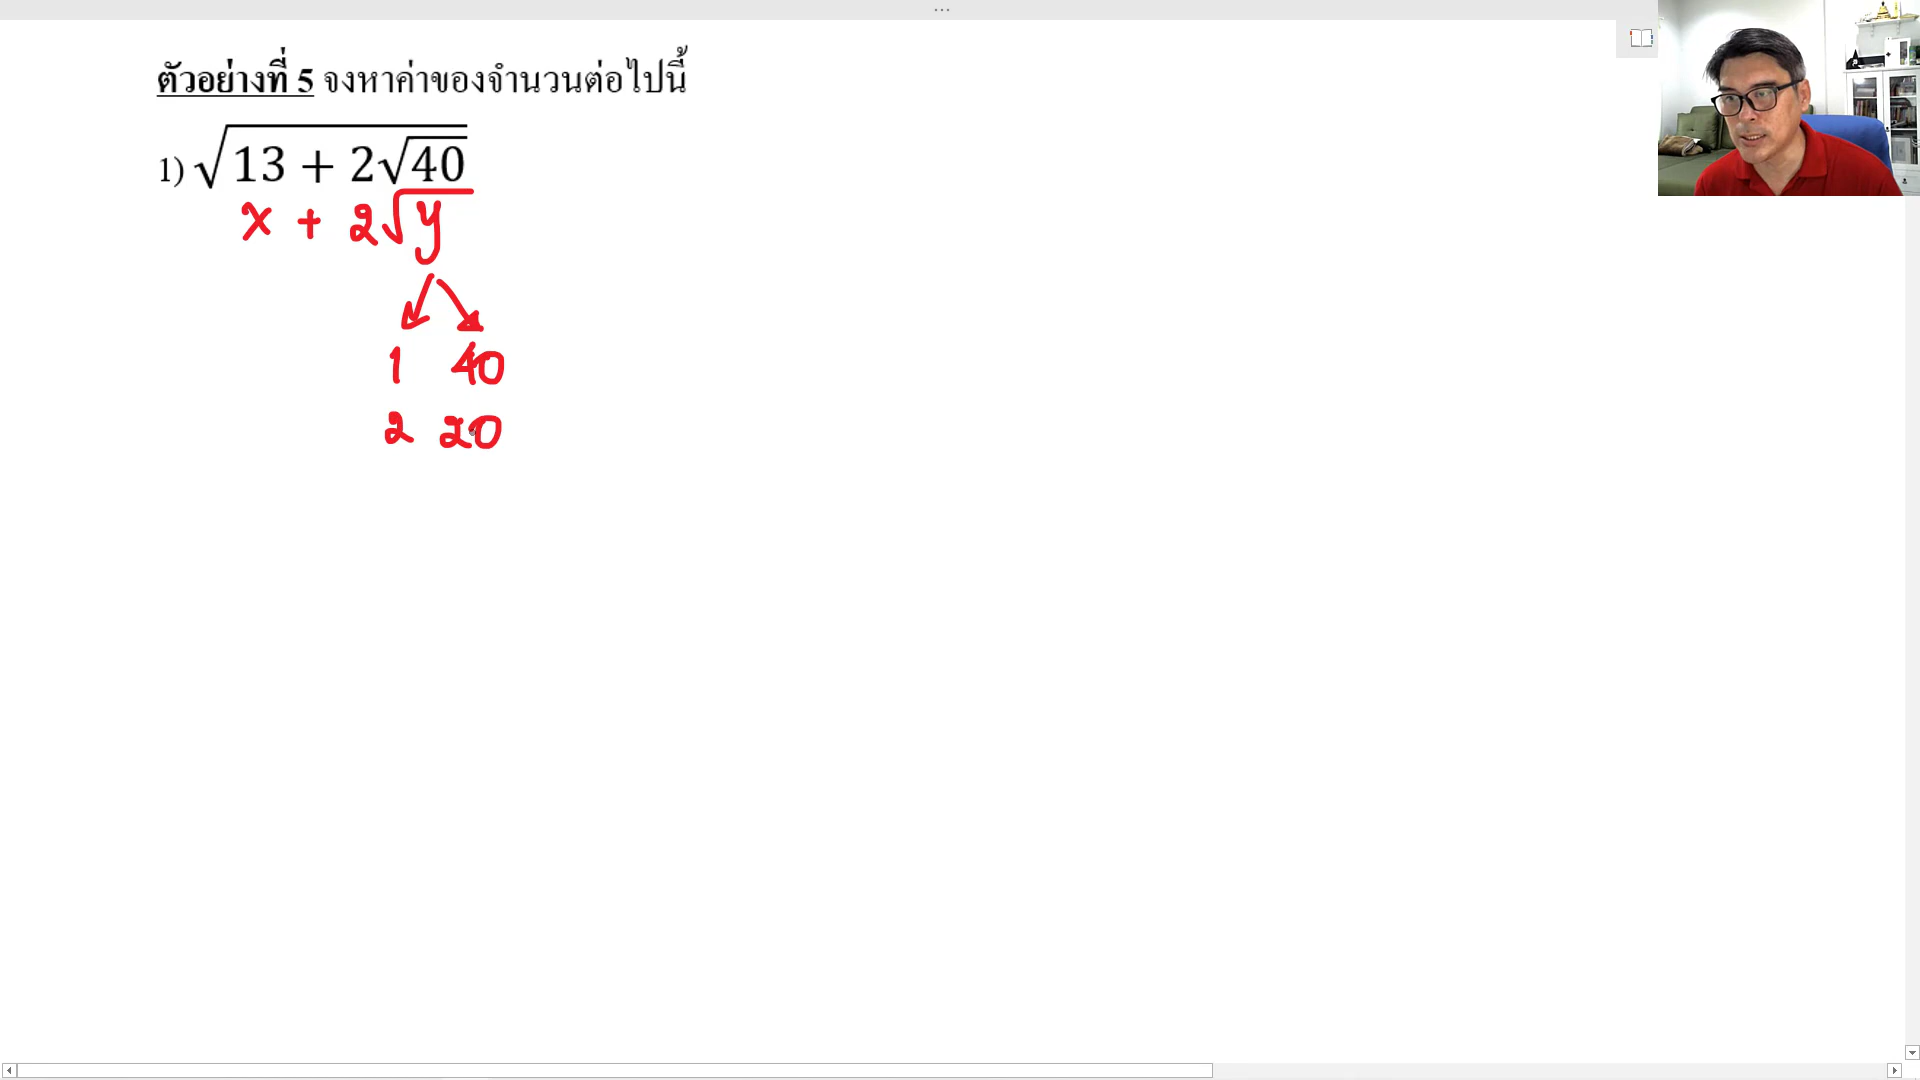 ตัวอย่างที่ 5 จงหาค่าของจำนวนต่อไปนี้
1) √(13 + 2√40)
x + 2√y
1 40
2 20